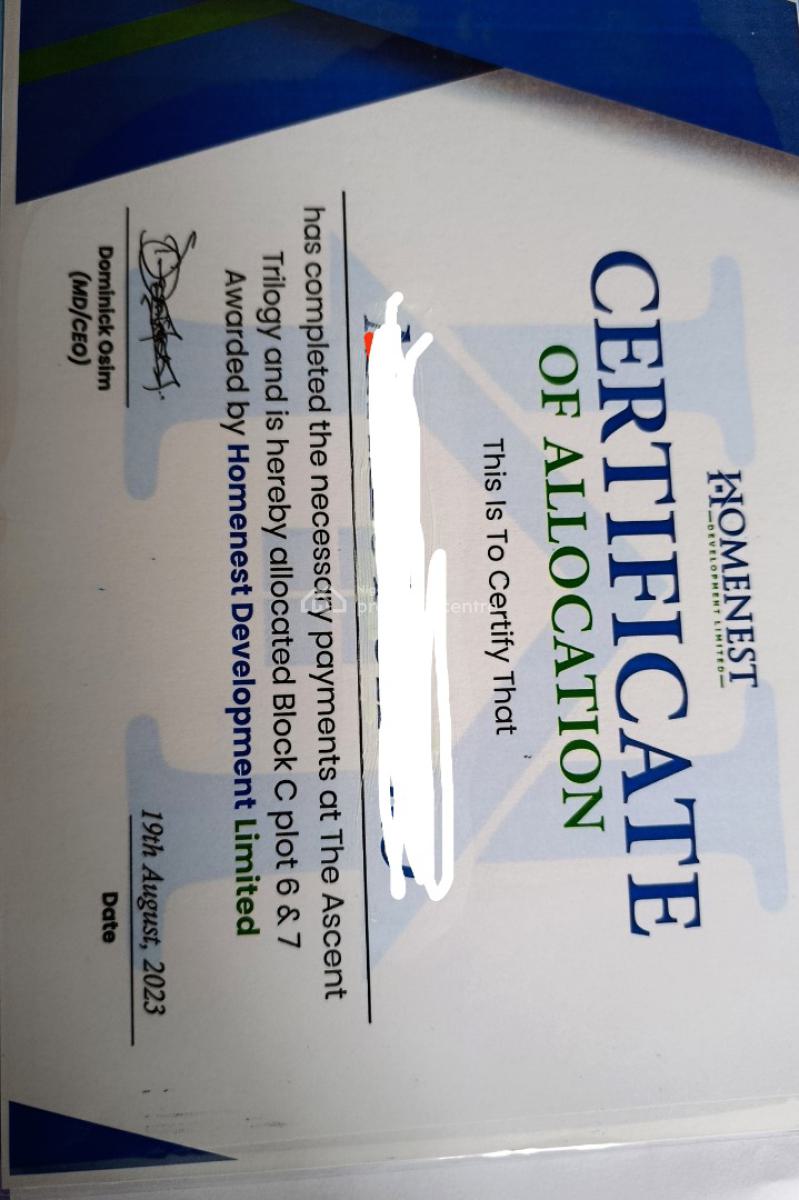 HOMENEST
DEVELOPMENT LIMITED
CERTIFICATE
OF ALLOCATION
This Is To Certify That
has completed the necessary payments at The Ascent
Trilogy and is hereby allocated Block C plot 6 & 7
Awarded by Homenest Development Limited
Dominick Osim
(MD/CEO)
19th August, 2023
Date